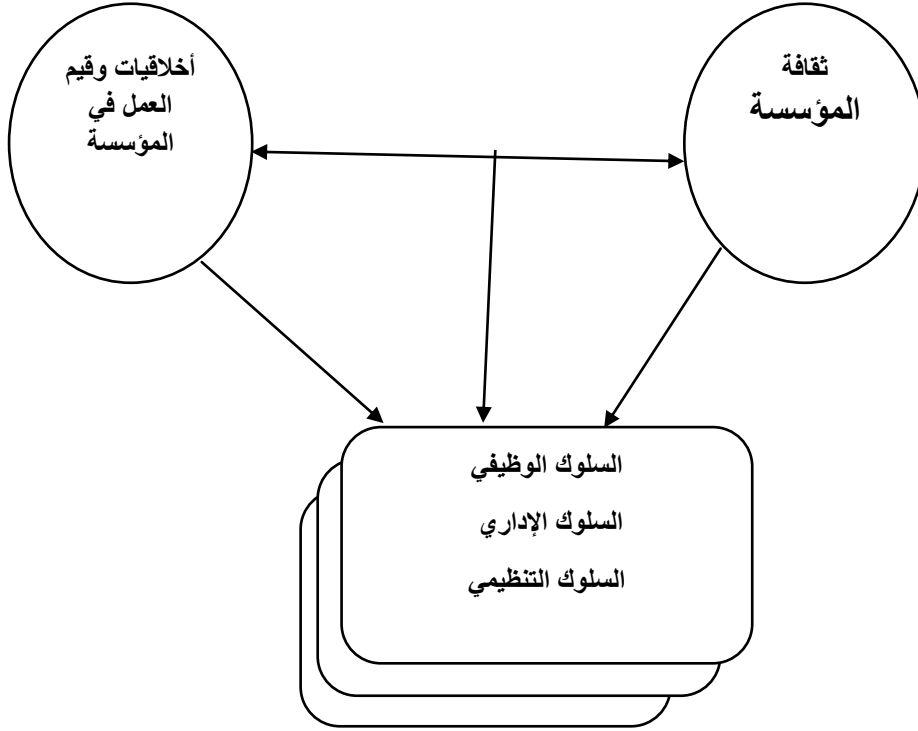 ثقافة
المؤسسة
أخلاقيات وقيم
العمل في
المؤسسة
السلوك الوظيفي
السلوك الإداري
السلوك التنظيمي